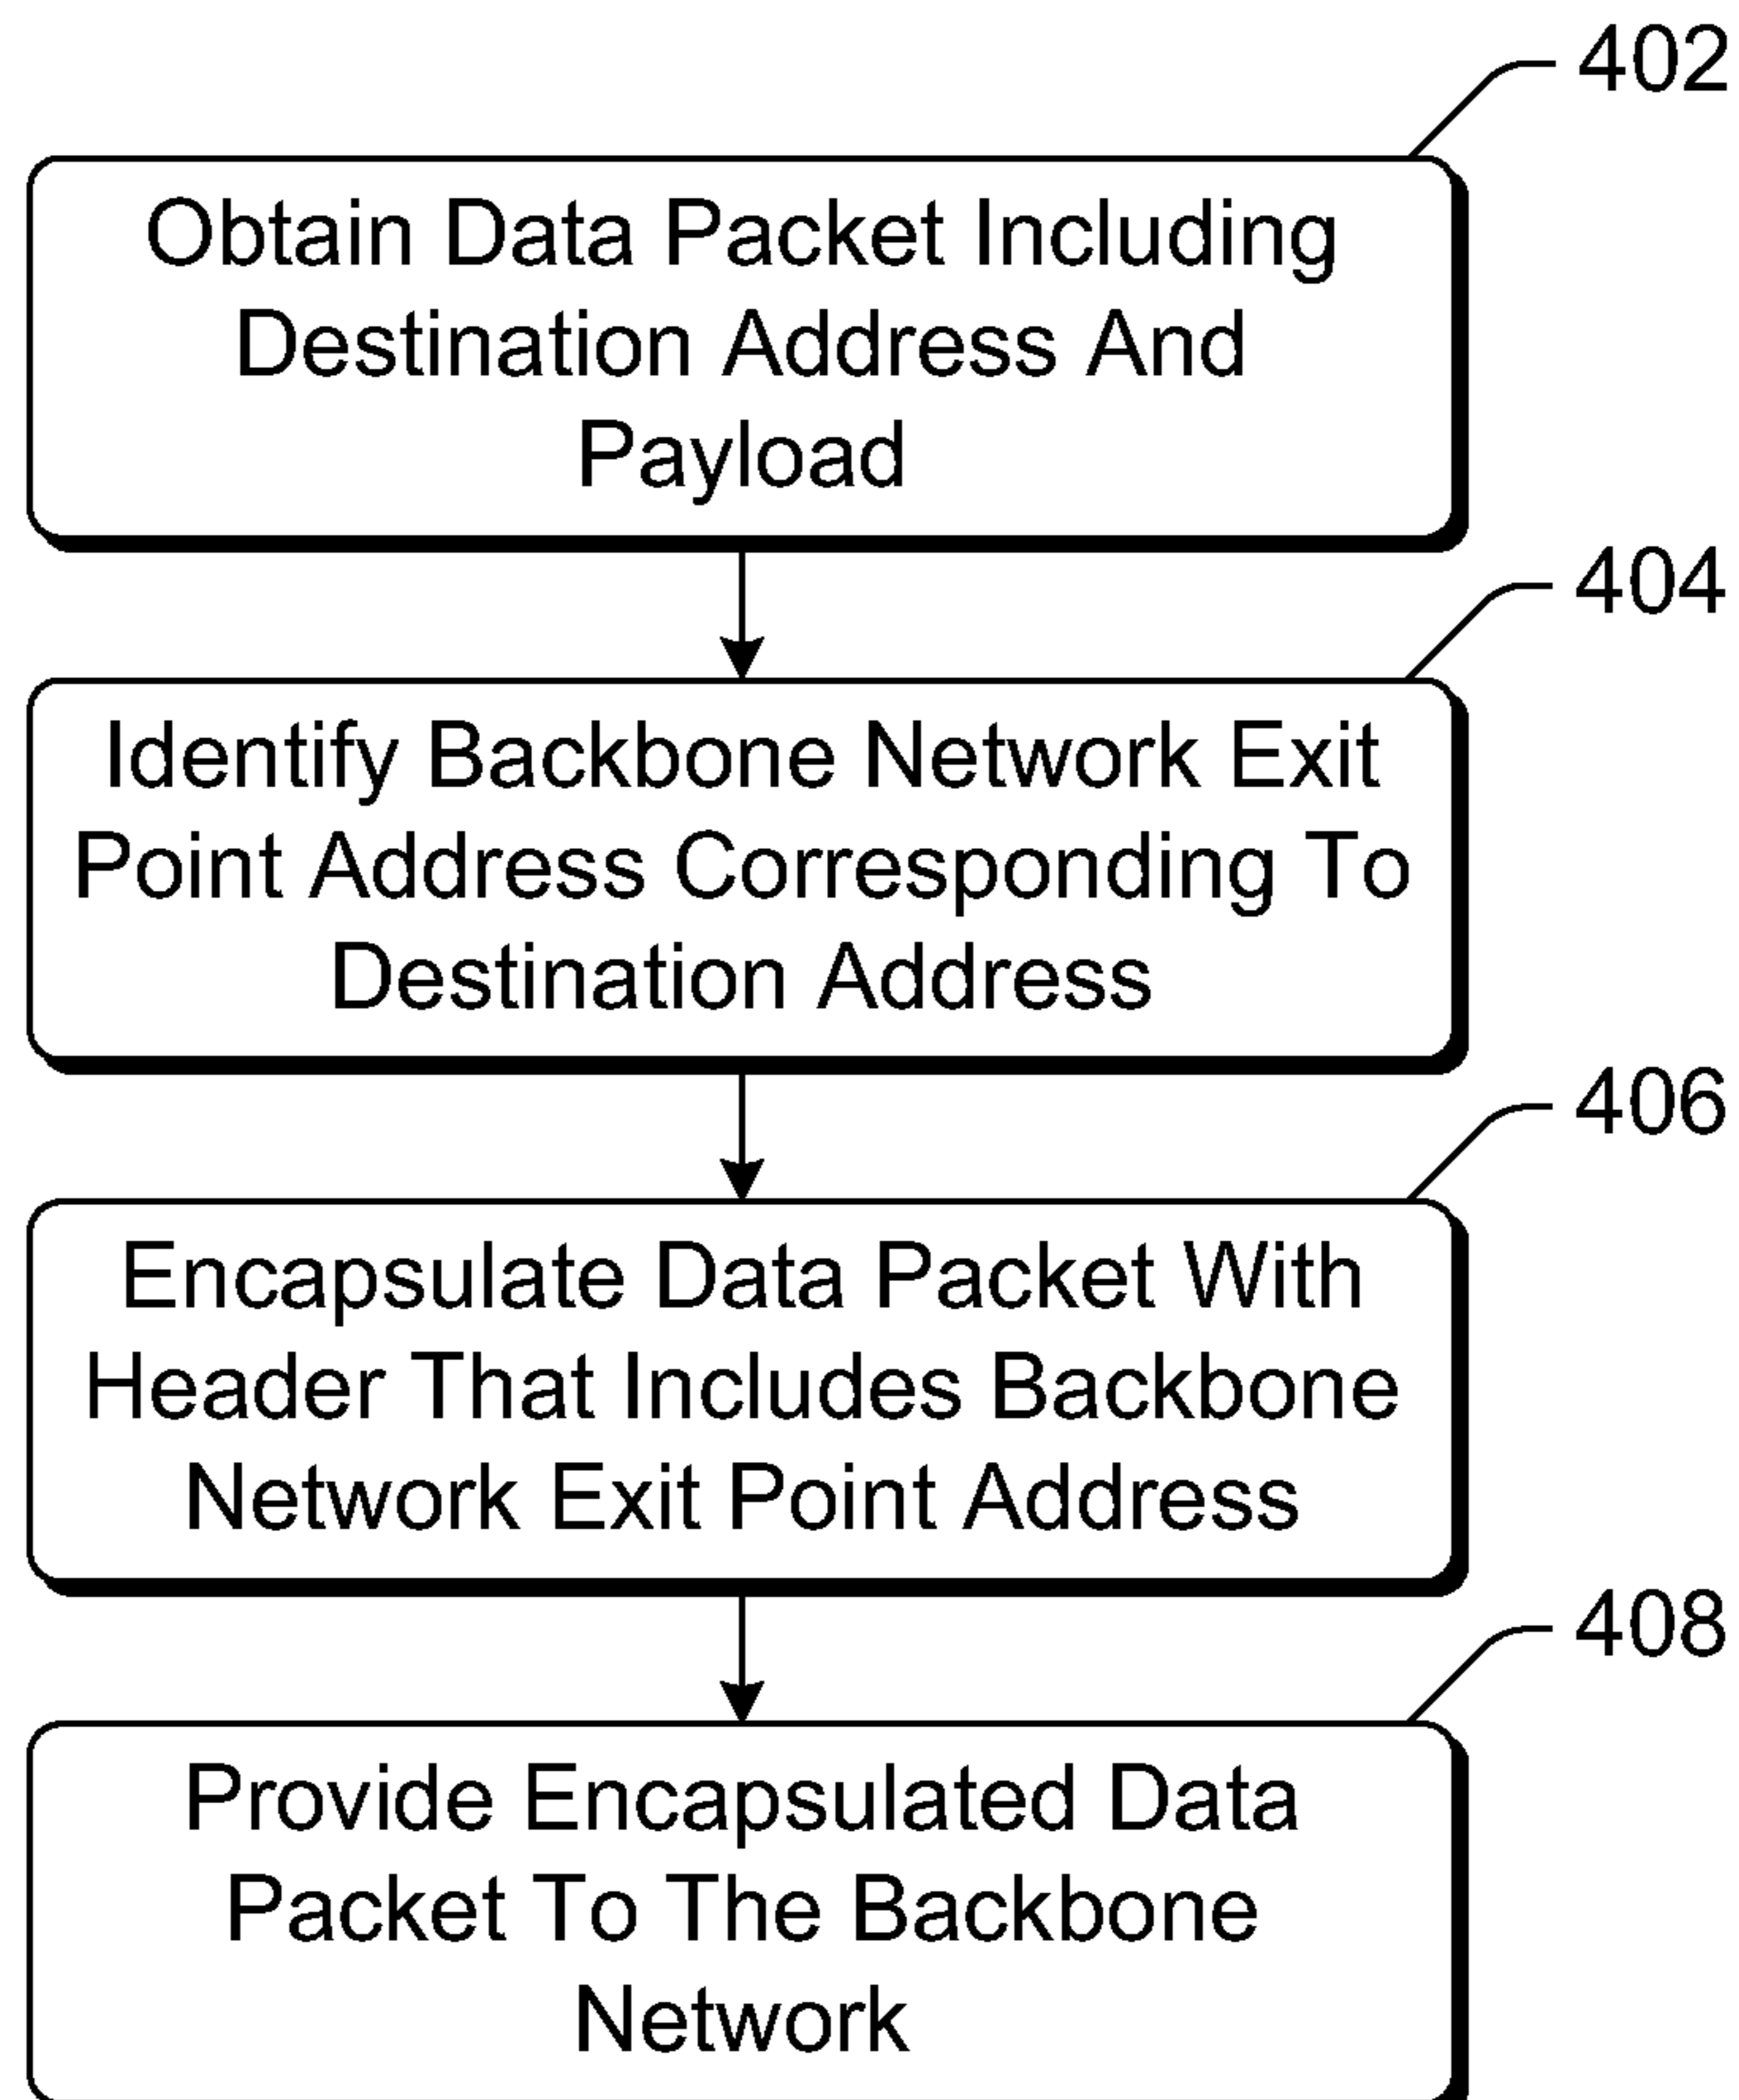 402
Obtain Data Packet Including
Destination Address And
Payload
404
Identify Backbone Network Exit
Point Address Corresponding To
Destination Address
406
Encapsulate Data Packet With
Header That Includes Backbone
Network Exit Point Address
408
Provide Encapsulated Data
Packet To The Backbone
Network